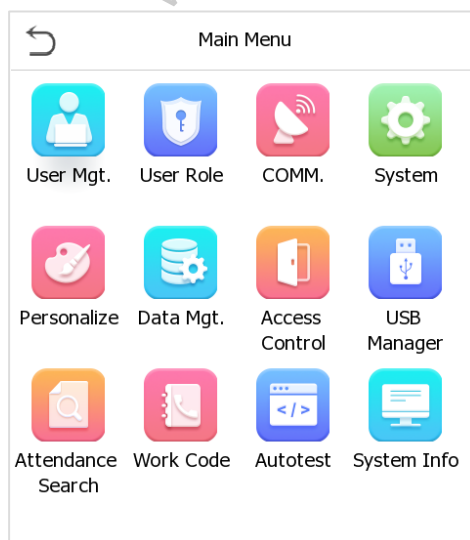 Main Menu
User Mgt. User Role COMM. System
Personalize Data Mgt. Access Control USB Manager
Attendance Search Work Code </> Autotest System Info